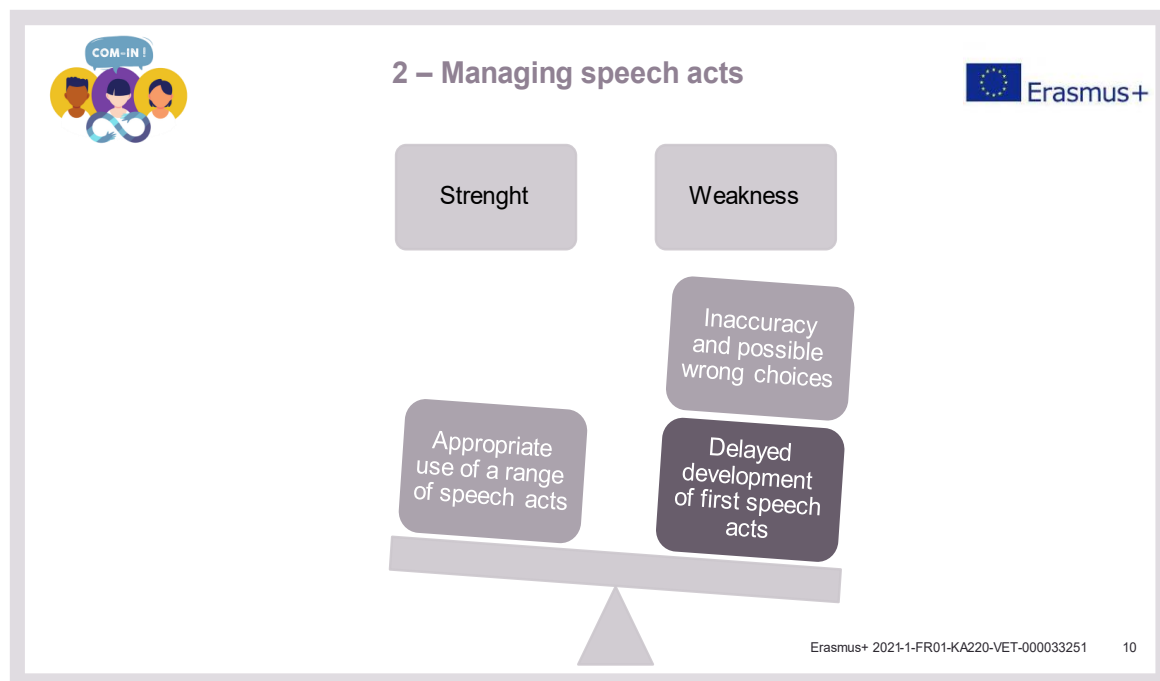 COM-IN !
2 – Managing speech acts
Erasmus+
Strenght
Weakness
Inaccuracy
and possible
wrong choices
Appropriate
use of a range
of speech acts
Delayed
development
of first speech
acts
Erasmus+ 2021-1-FR01-KA220-VET-000033251
10